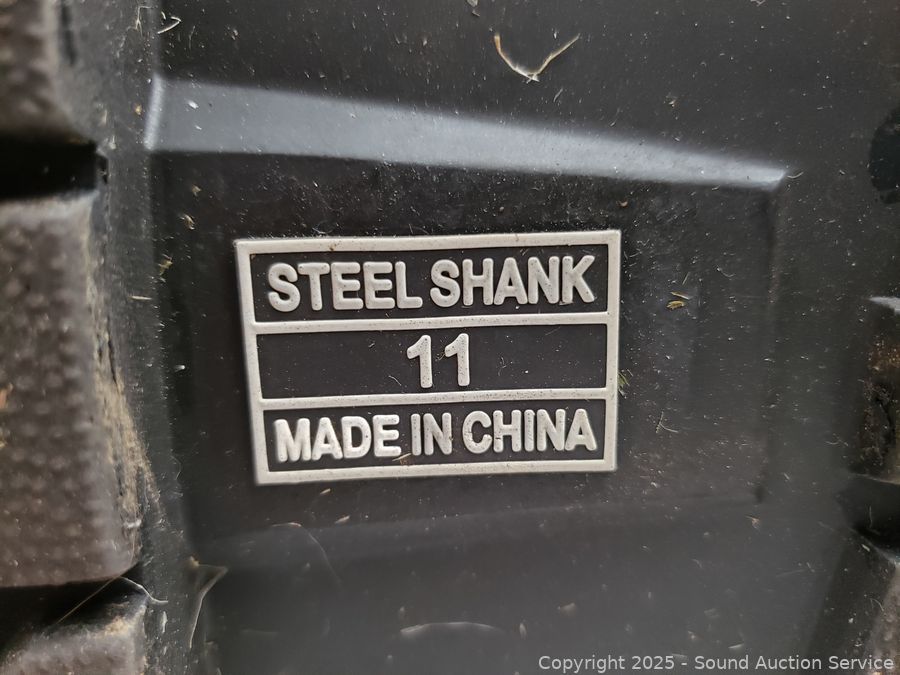 STEEL SHANK
11
MADE IN CHINA
Copyright 2025 - Sound Auction Service